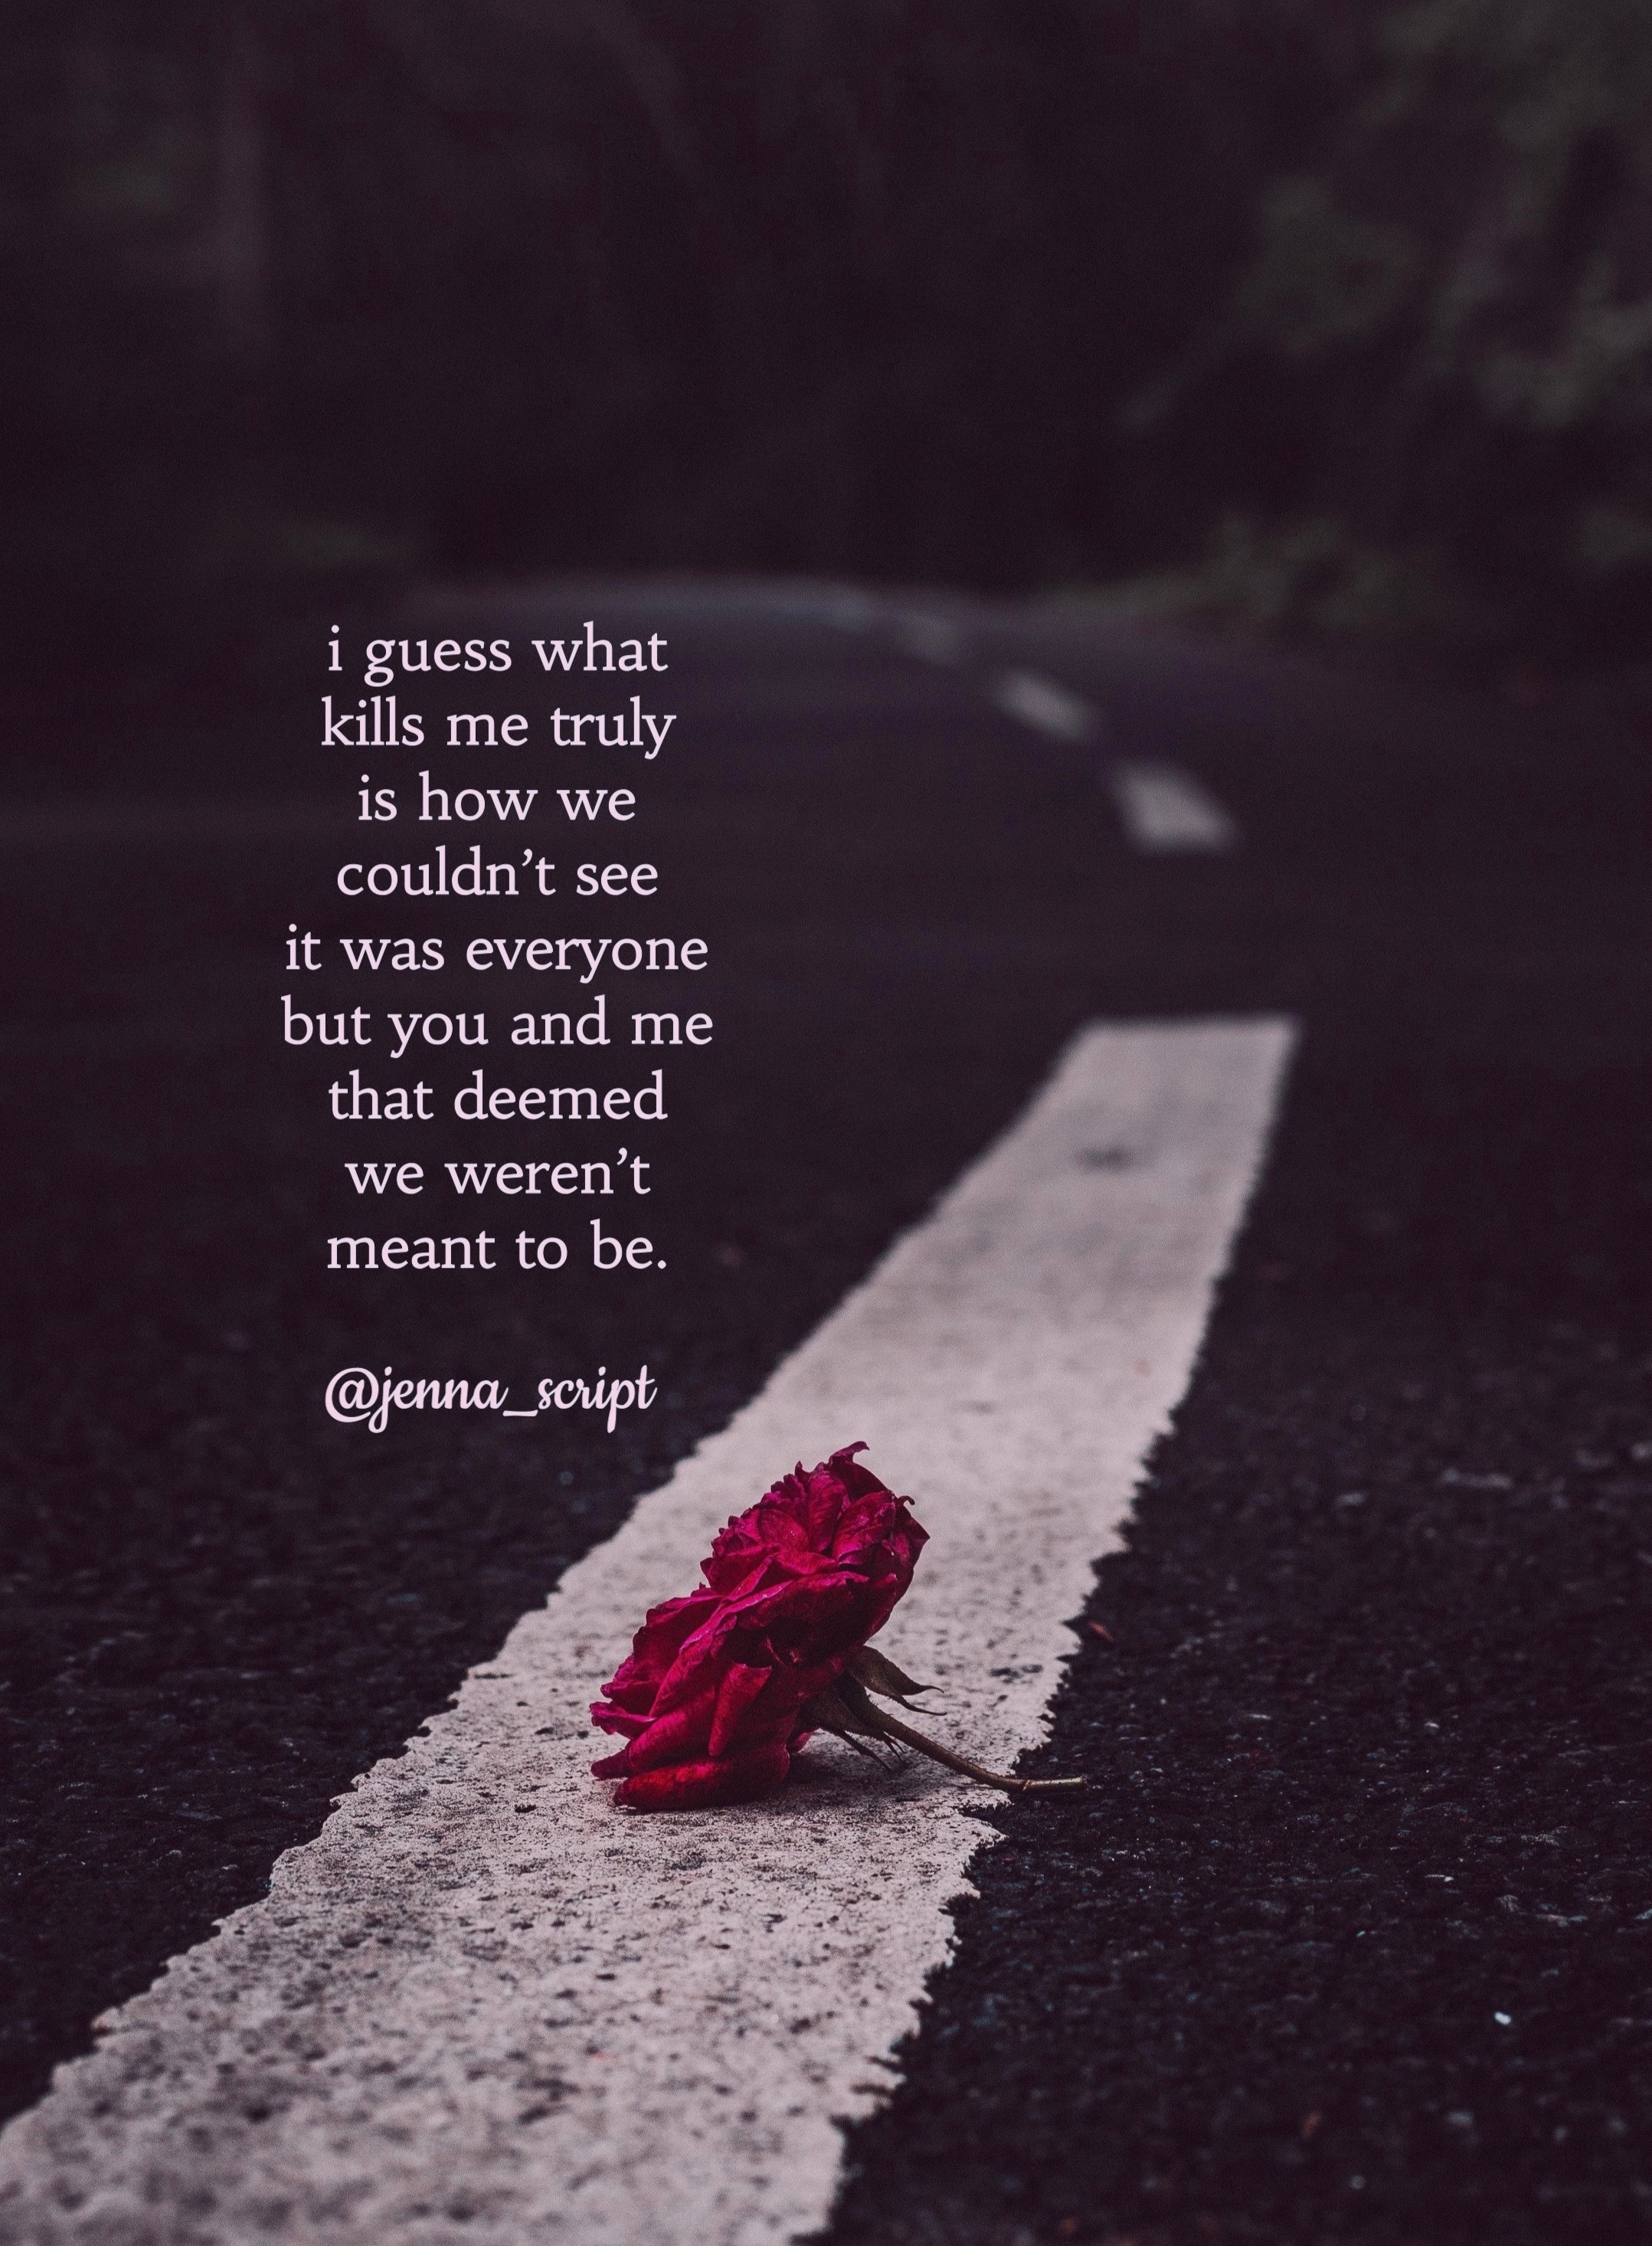 i guess what
kills me truly
is how we
couldn’t see
it was everyone
but you and me
that deemed
we weren’t
meant to be.
@jenna_script